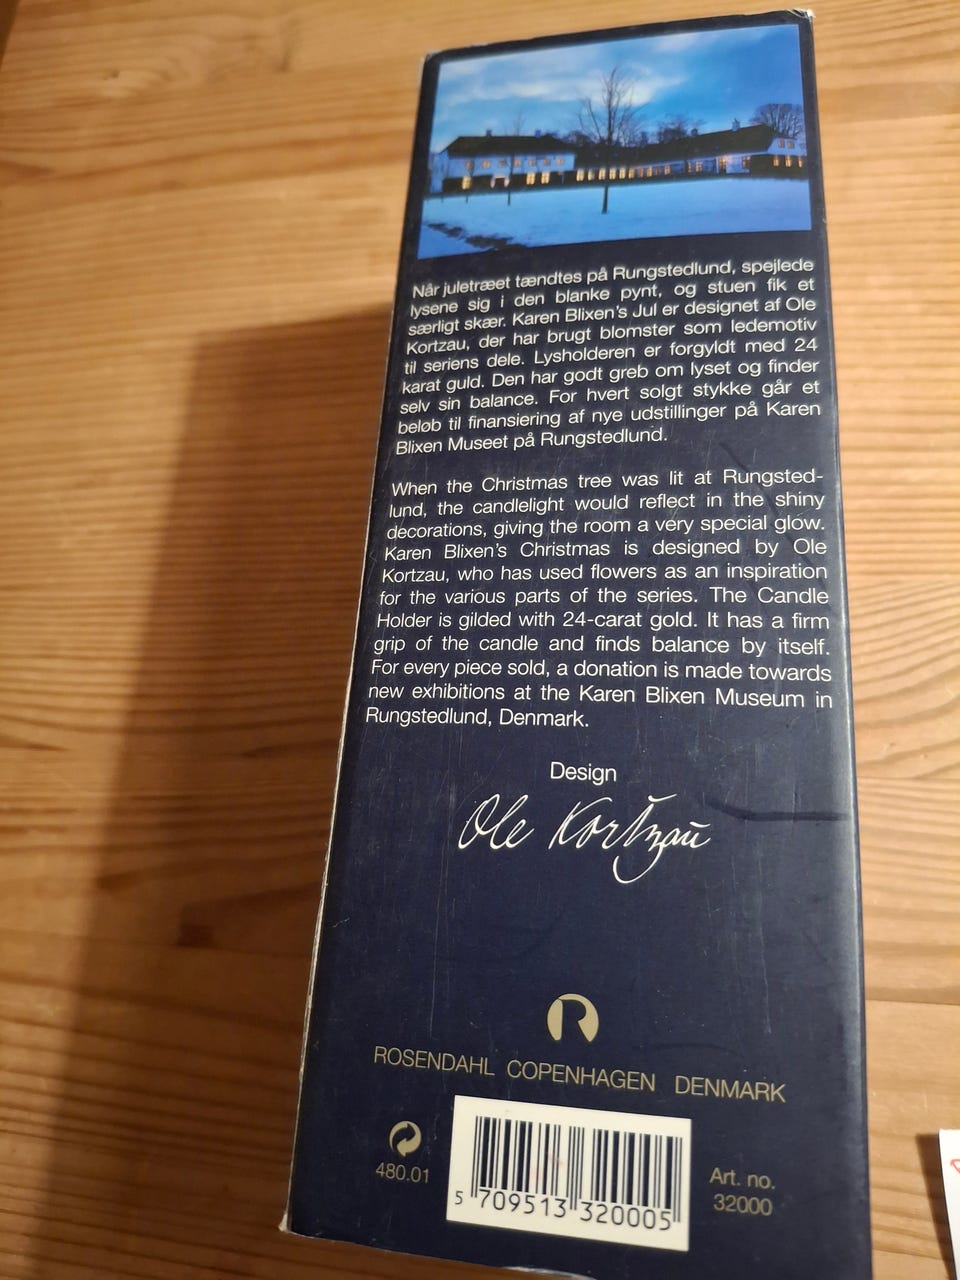 Når juletræet tændtes på Rungstedlund, spejlede
lysene sig i den blanke pynt, og stuen fik et
særligt skær. Karen Blixen's Jul er designet af Ole
Kortzau, der har brugt blomster som ledemotiv
til seriens dele. Lysholderen er forgyldt med 24
karat guld. Den har godt greb om lyset og finder
selv sin balance. For hvert solgt stykke går et
beløb til finansiering af nye udstillinger på Karen
Blixen Museet på Rungstedlund.
When the Christmas tree was lit at Rungsted-
lund, the candlelight would reflect in the shiny
decorations, giving the room a very special glow.
Karen Blixen's Christmas is designed by Ole
Kortzau, who has used flowers as an inspiration
for the various parts of the series. The Candle
Holder is gilded with 24-carat gold. It has a firm
grip of the candle and finds balance by itself.
For every piece sold, a donation is made towards
new exhibitions at the Karen Blixen Museum in
Rungstedlund, Denmark.
Design
Ole Kortzau
R
ROSENDAHL COPENHAGEN DENMARK
480.01
5 709513 320005
Art. no.
32000